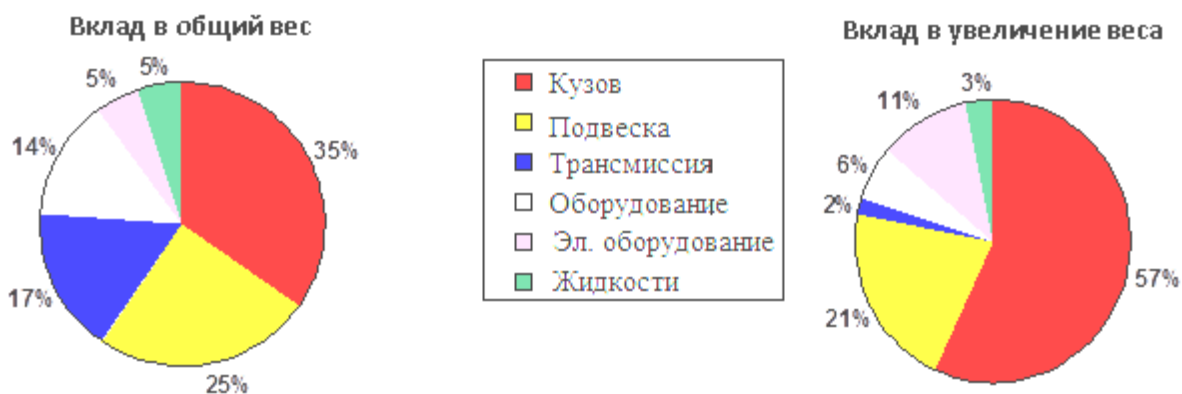 Вклад в общий вес
5%
5%
14%
35%
17%
25%
Кузов
Подвеска
Трансмиссия
Оборудование
Эл. оборудование
Жидкости
Вклад в увеличение веса
3%
11%
6%
2%
57%
21%